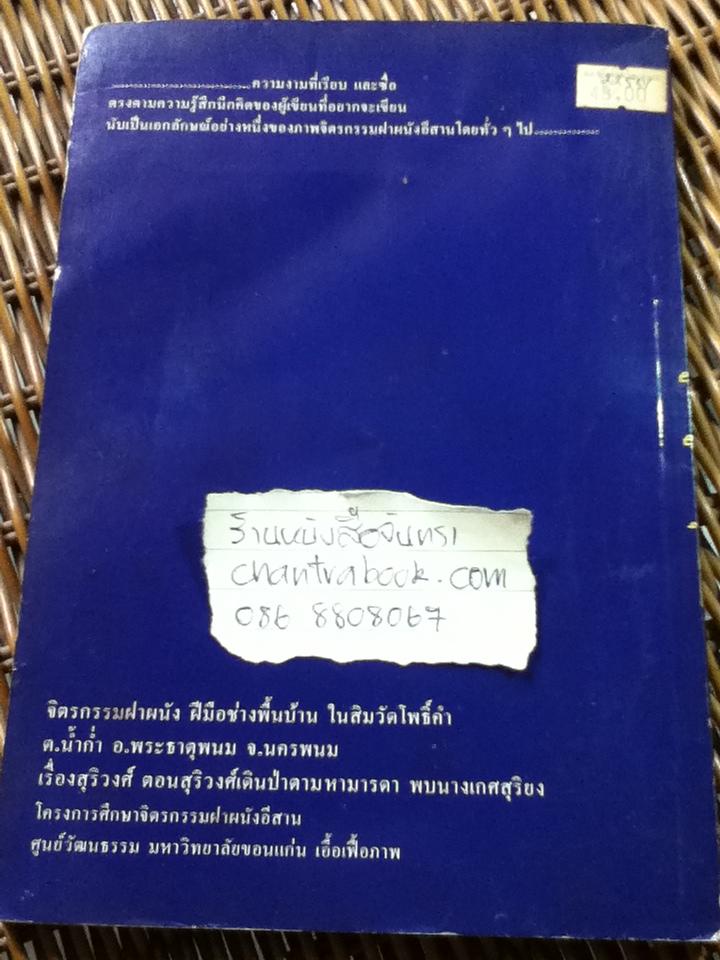 ความงามที่เรียบ และซื่อ
ตรงตามความรู้สึกนึกคิดของผู้เขียนที่อยากจะเขียน
นับเป็นเอกลักษณ์อย่างหนึ่งของภาพจิตรกรรมฝาผนังอีสานโดยทั่ว ๆ ไป
45.00
ร้านหนังสือจันทรา
chantrabook.com
086 8808067
จิตรกรรมฝาผนัง ฝีมือช่างพื้นบ้าน ในสิมวัดโพธิ์คำ
ต.น้ำก่ำ อ.พระธาตุพนม จ.นครพนม
เรื่องสุริวงศ์ ตอนสุริวงศ์เดินป่าตามหามารดา พบนางเกศสุริยง
โครงการศึกษาจิตรกรรมฝาผนังอีสาน
ศูนย์วัฒนธรรม มหาวิทยาลัยขอนแก่น เอื้อเฟื้อภาพ